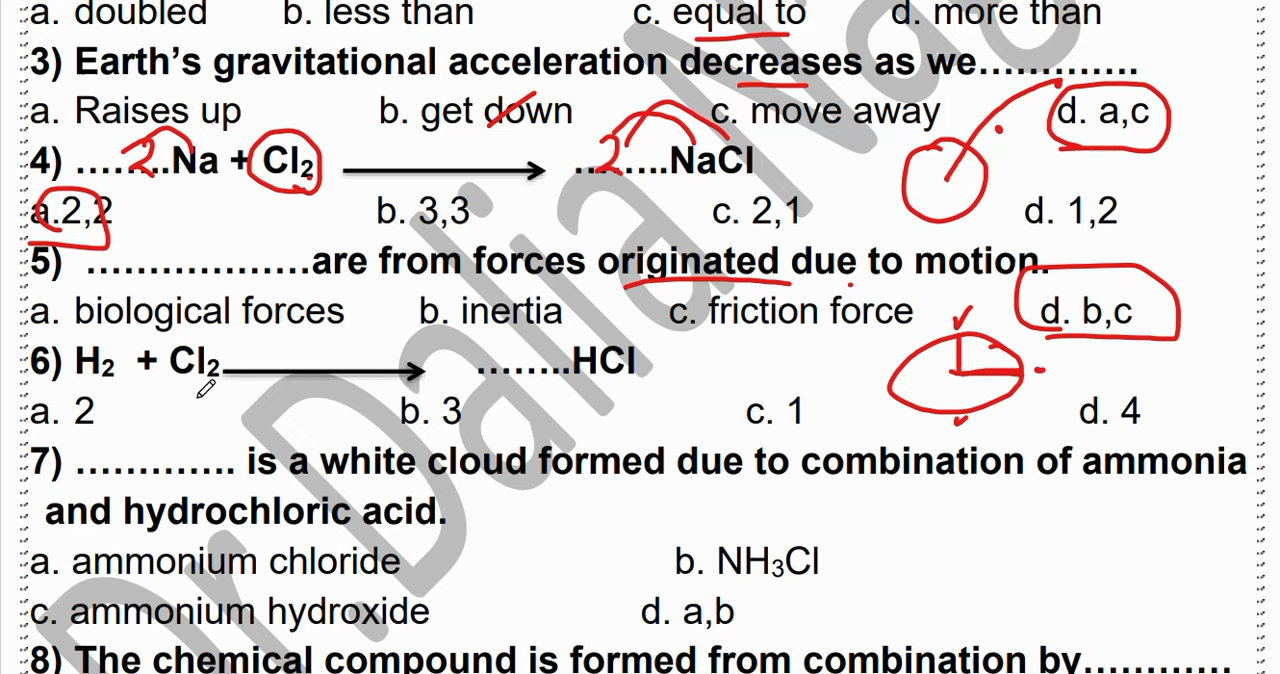 a. doubled b. less than c. equal to d. more than
3) Earth's gravitational acceleration decreases as we………….
a. Raises up b. get down c. move away d. a,c
4) ……2..Na + Cl₂ ⟶ …2…..NaCl
a.2,2 b. 3,3 c. 2,1 d. 1,2
5) ………………are from forces originated due to motion.
a. biological forces b. inertia c. friction force d. b,c
6) H₂ + Cl₂ ⟶ ……..HCl
a. 2 b. 3 c. 1 d. 4
7) …………. is a white cloud formed due to combination of ammonia
and hydrochloric acid.
a. ammonium chloride b. NH₃Cl
c. ammonium hydroxide d. a,b
8) The chemical compound is formed from combination by…………
Dr. Dalia Nag